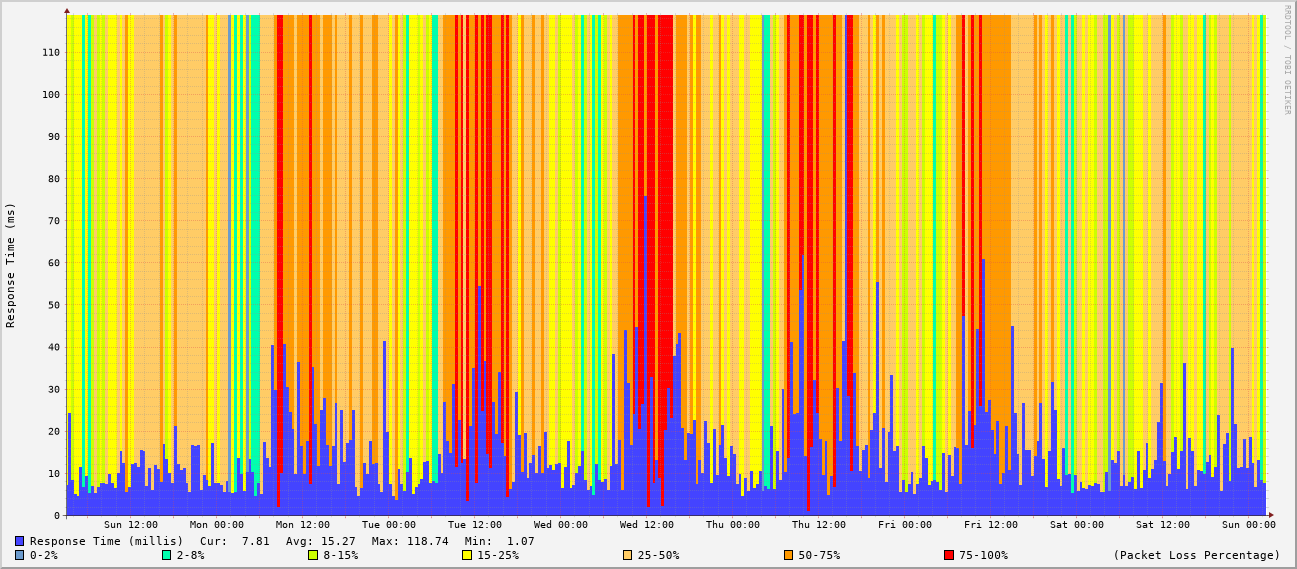 RRDTOOL / TOBI OETIKER
Response Time (ms)
110
100
90
80
70
60
50
40
30
20
10
0
Sun 12:00 Mon 00:00 Mon 12:00 Tue 00:00 Tue 12:00 Wed 00:00 Wed 12:00 Thu 00:00 Thu 12:00 Fri 00:00 Fri 12:00 Sat 00:00 Sat 12:00 Sun 00:00
Response Time (millis) Cur: 7.81 Avg: 15.27 Max: 118.74 Min: 1.07
0-2% 2-8% 8-15% 15-25% 25-50% 50-75% 75-100% (Packet Loss Percentage)